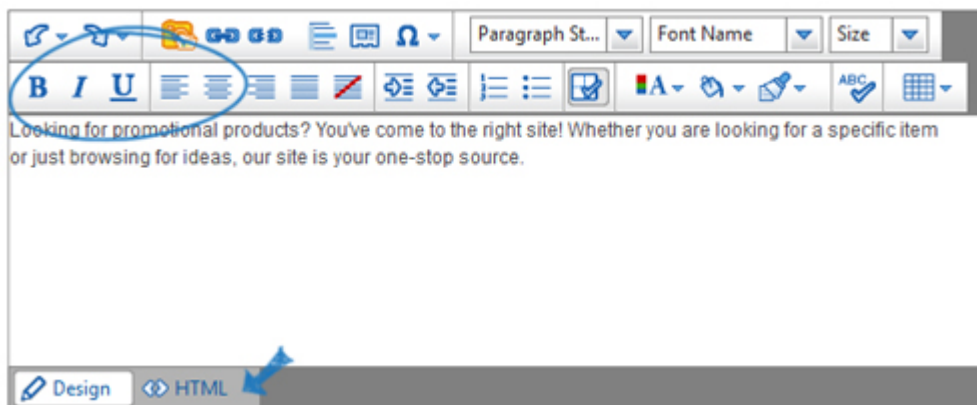 Paragraph St... Font Name Size
B I U A ABC
Looking for promotional products? You've come to the right site! Whether you are looking for a specific item
or just browsing for ideas, our site is your one-stop source.
Design HTML